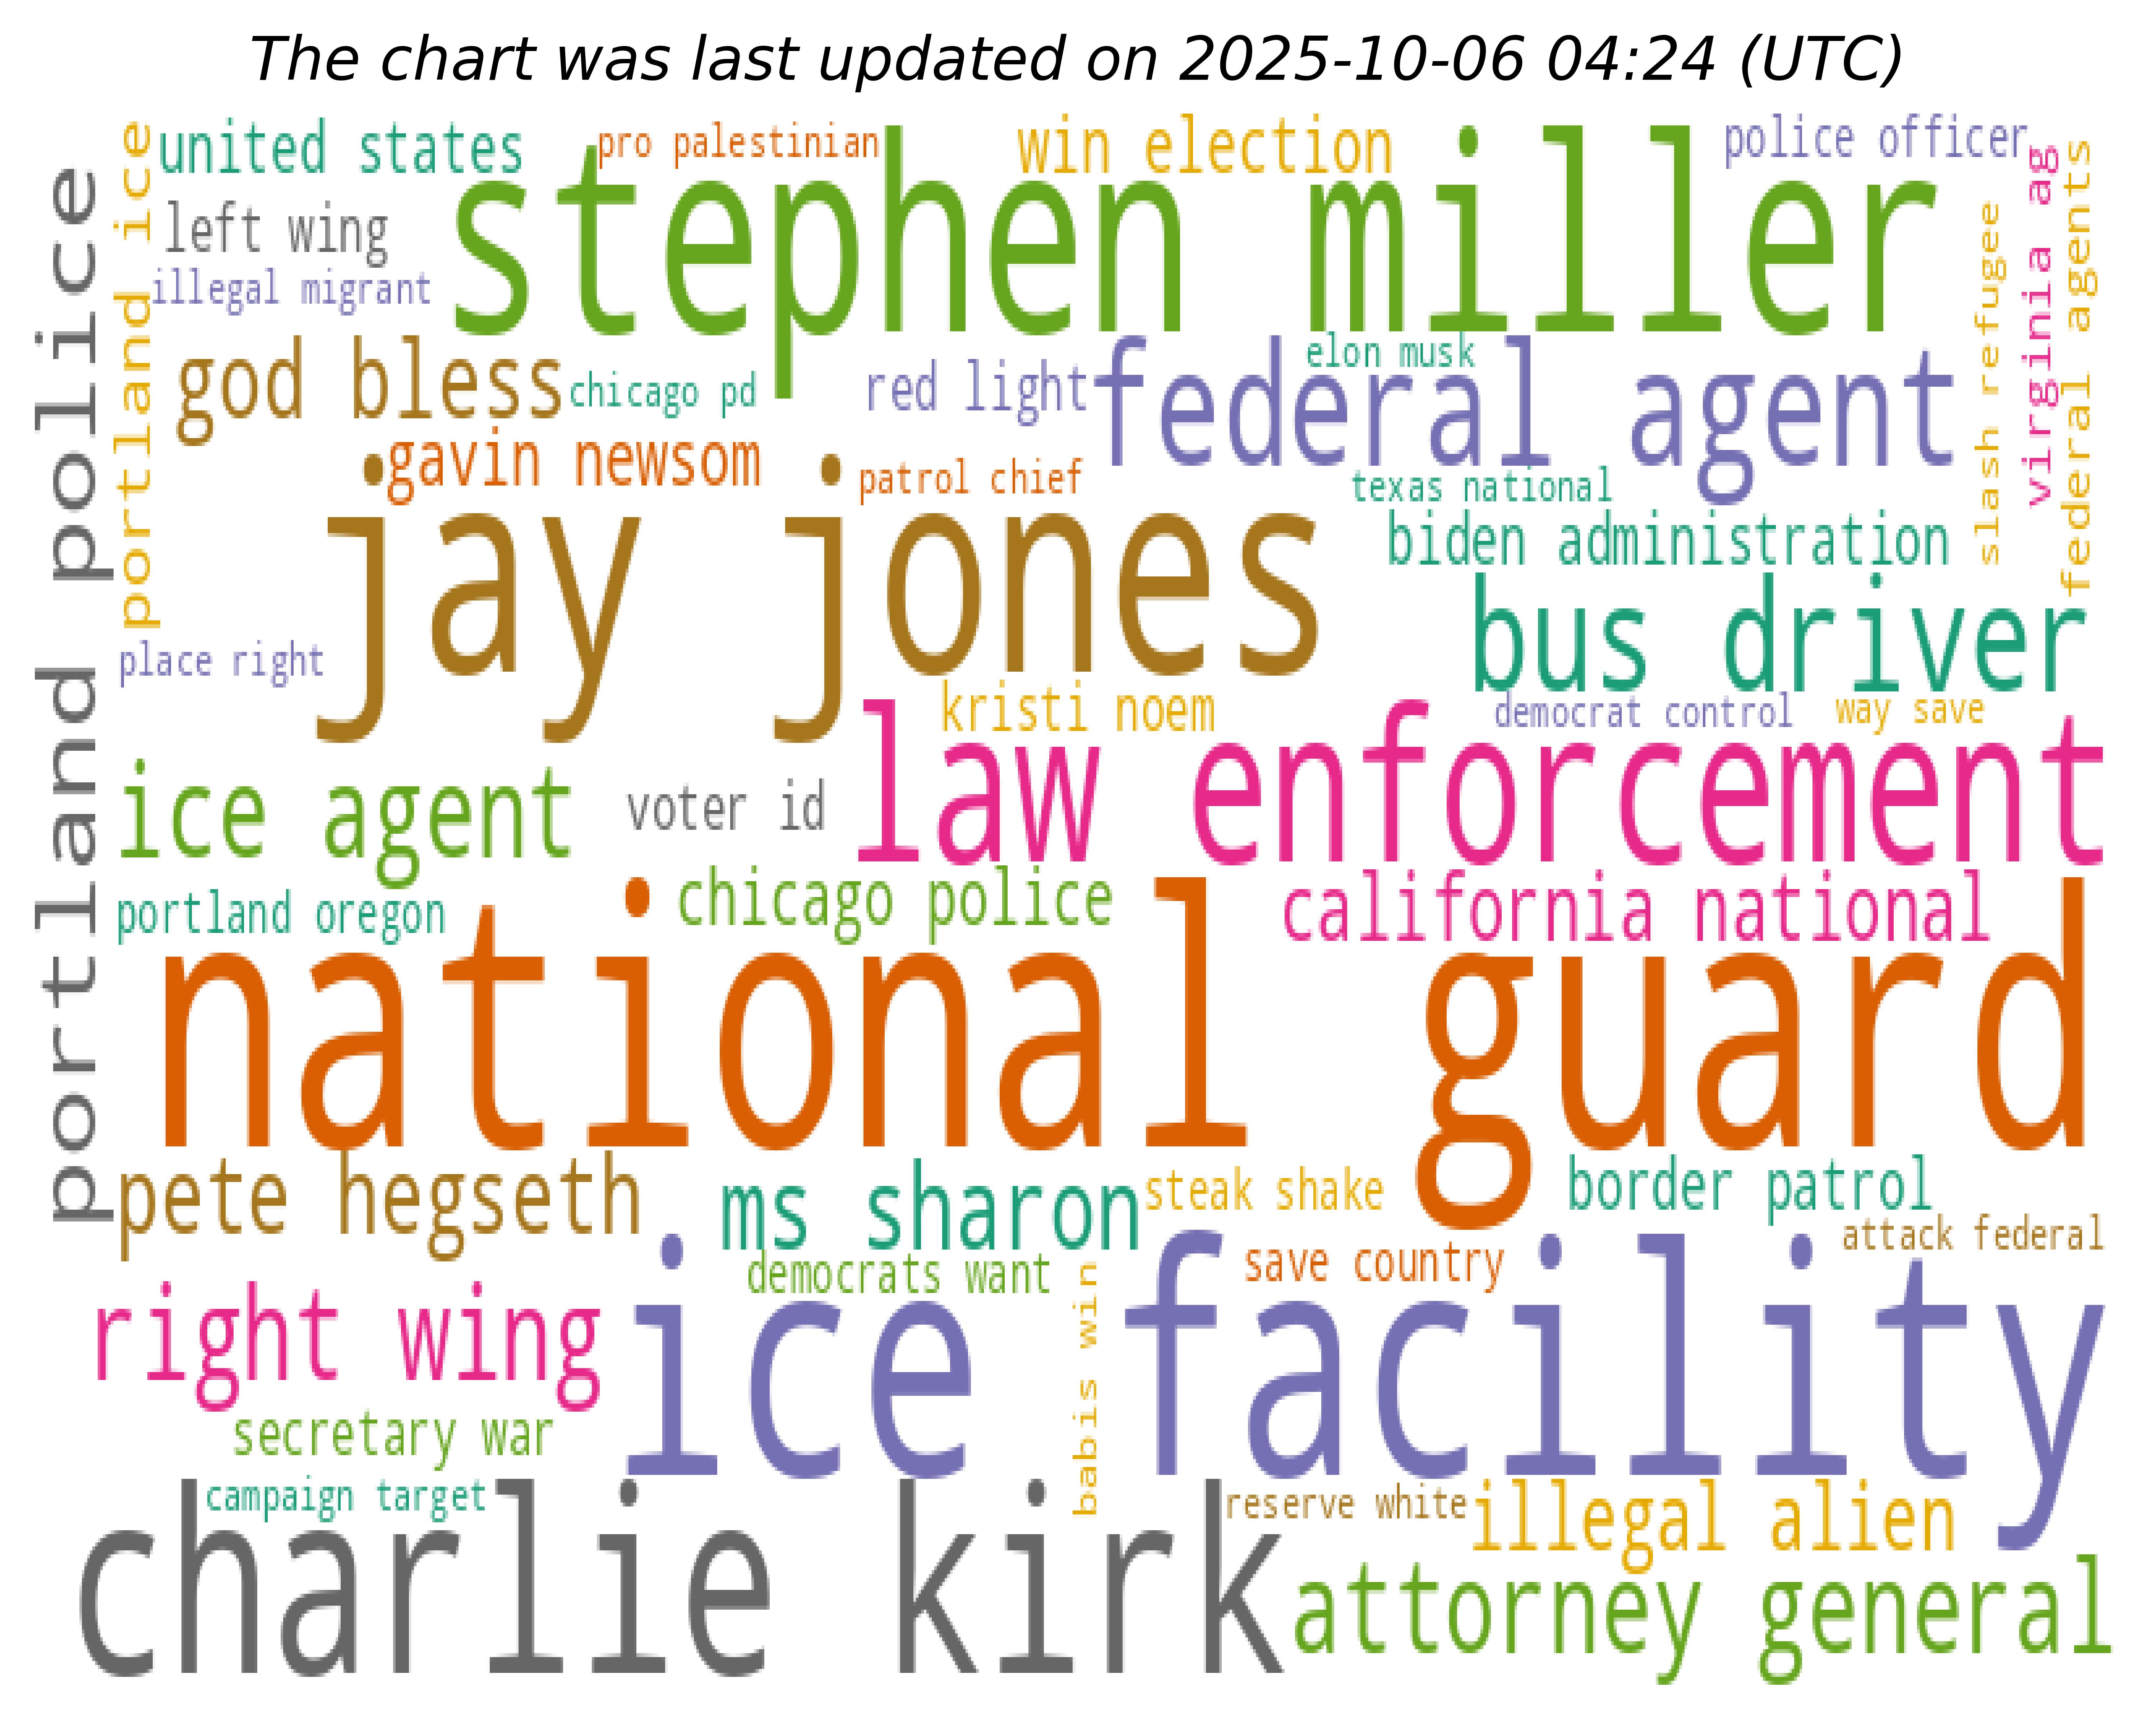 The chart was last updated on 2025-10-06 04:24 (UTC)
portland police
portland ice
united states
pro palestinian
win election
police officer
stephen miller
left wing
illegal migrant
slash refugee
virginia ag
federal agents
god bless
chicago pd
red light
elon musk
federal agent
gavin newsom
patrol chief
texas national
jay jones
biden administration
bus driver
place right
kristi noem
democrat control
way save
law enforcement
ice agent
voter id
portland oregon
chicago police
california national
national guard
pete hegseth
ms sharon
steak shake
border patrol
attack federal
democrats want
save country
right wing
ice facility
babis win
secretary war
campaign target
charlie kirk
reserve white
illegal alien
attorney general